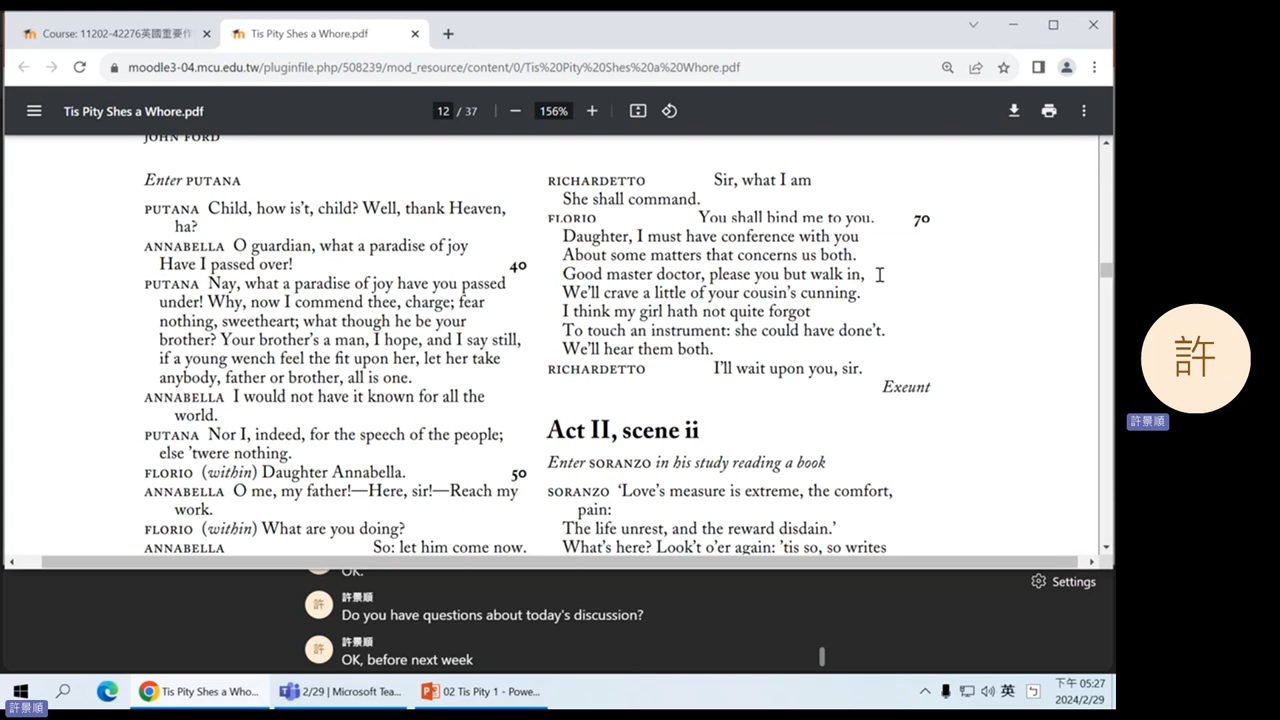 Course: 11202-42276英國重要作
Tis Pity Shes a Whore.pdf
moodle3-04.mcu.edu.tw/pluginfile.php/508239/mod_resource/content/0/Tis%20Pity%20Shes%20a%20Whore.pdf
Tis Pity Shes a Whore.pdf
12 / 37
156%
JOHN FORD
Enter PUTANA
PUTANA Child, how is't, child? Well, thank Heaven,
ha?
ANNABELLA O guardian, what a paradise of joy
Have I passed over! 40
PUTANA Nay, what a paradise of joy have you passed
under! Why, now I commend thee, charge; fear
nothing, sweetheart; what though he be your
brother? Your brother's a man, I hope, and I say still,
if a young wench feel the fit upon her, let her take
anybody, father or brother, all is one.
ANNABELLA I would not have it known for all the
world.
PUTANA Nor I, indeed, for the speech of the people;
else 'twere nothing.
FLORIO (within) Daughter Annabella. 50
ANNABELLA O me, my father!—Here, sir!—Reach my
work.
FLORIO (within) What are you doing?
ANNABELLA So: let him come now.
RICHARDETTO Sir, what I am
She shall command.
FLORIO You shall bind me to you. 70
Daughter, I must have conference with you
About some matters that concerns us both.
Good master doctor, please you but walk in,
We'll crave a little of your cousin's cunning.
I think my girl hath not quite forgot
To touch an instrument: she could have done't.
We'll hear them both.
RICHARDETTO I'll wait upon you, sir.
Exeunt
Act II, scene ii
Enter SORANZO in his study reading a book
SORANZO 'Love's measure is extreme, the comfort,
pain:
The life unrest, and the reward disdain.'
What's here? Look't o'er again: 'tis so, so writes
OK.
許景順
許
Do you have questions about today's discussion?
許景順
許
OK, before next week
Settings
許
許景順
許景順
Tis Pity Shes a Who...
2/29 | Microsoft Tea...
02 Tis Pity 1 - Powe...
英
下午 05:27
2024/2/29